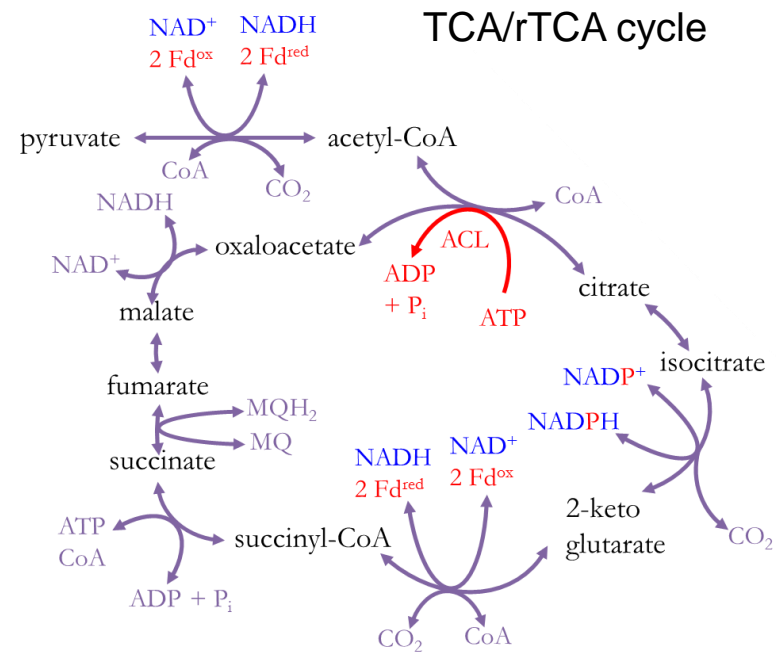 TCA/rTCA cycle
NAD⁺ NADH
2 Fdᵒˣ 2 Fdʳᵉᵈ
pyruvate acetyl-CoA
CoA CO₂
CoA
NADH
oxaloacetate
NAD⁺
ACL
ADP
+ Pᵢ
ATP
citrate
malate
isocitrate
fumarate
NADP⁺
MQH₂
NADPH
MQ
succinate
NADH NAD⁺
2 Fdʳᵉᵈ 2 Fdᵒˣ
2-keto
glutarate
CO₂
ATP
CoA
succinyl-CoA
ADP + Pᵢ
CO₂ CoA